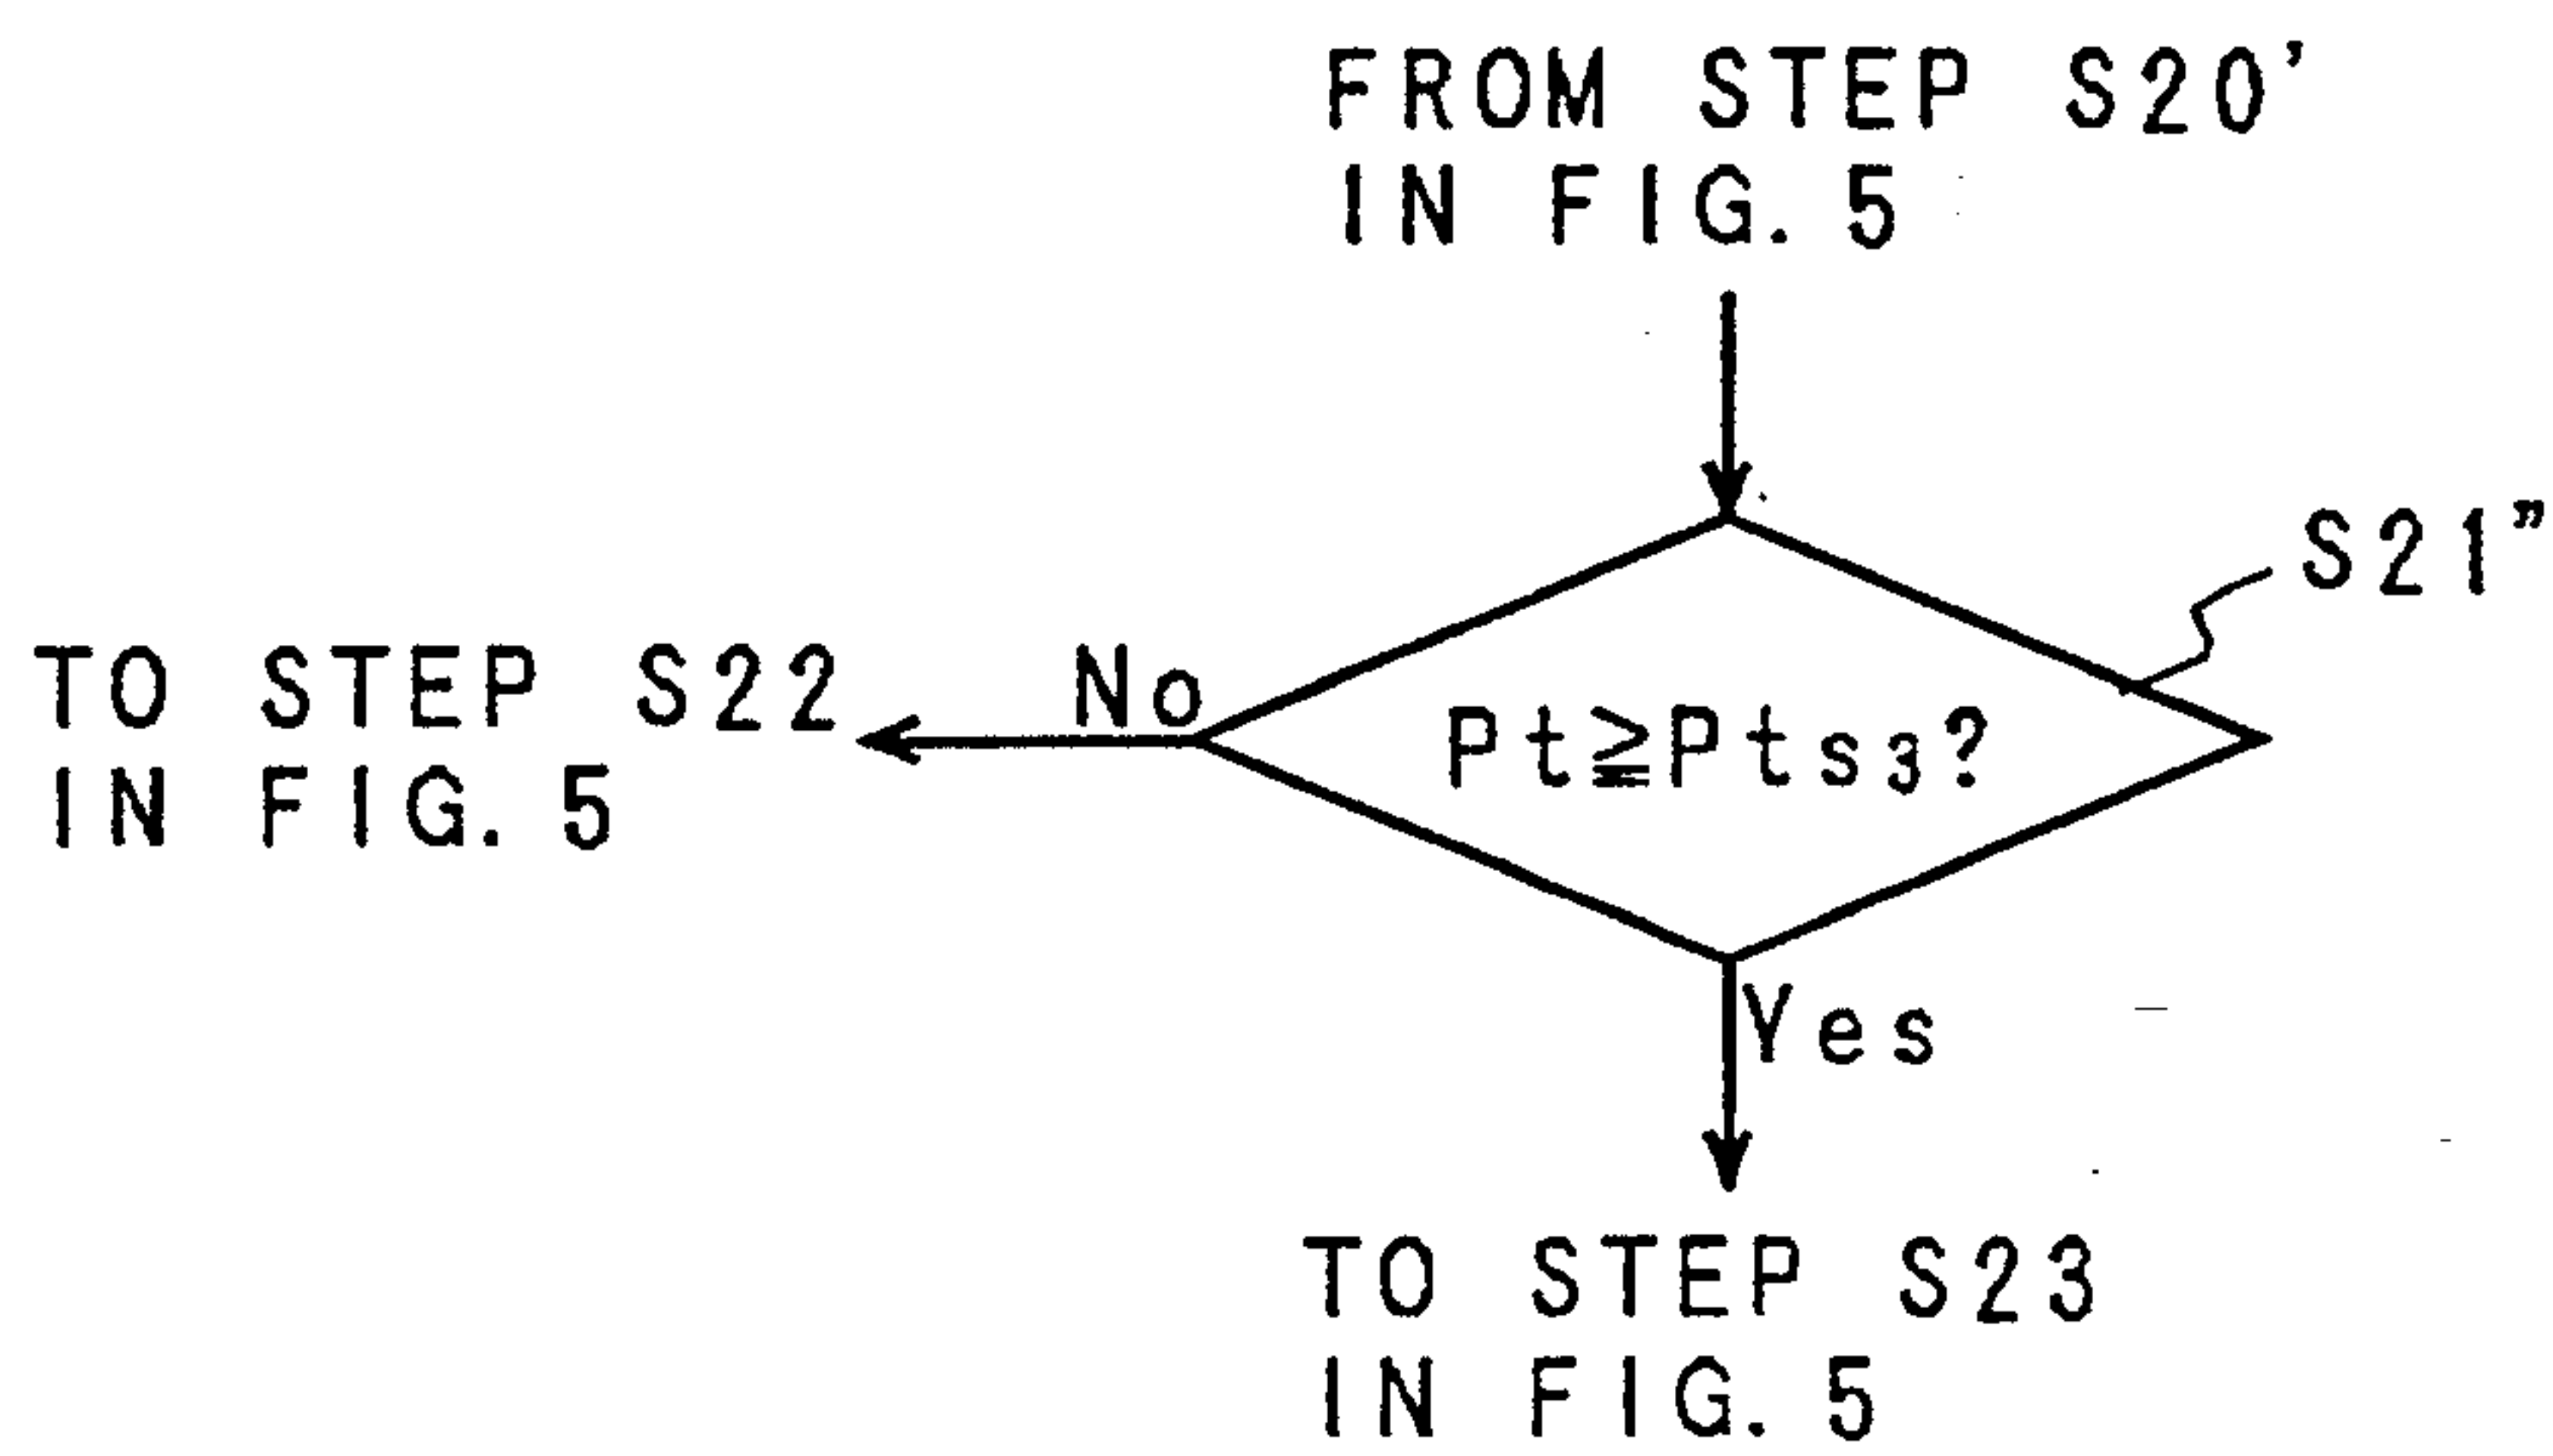 FROM STEP S20'
IN FIG. 5
S21"
TO STEP S22
IN FIG. 5
No
Pt≧Pts3?
Yes
TO STEP S23
IN FIG. 5